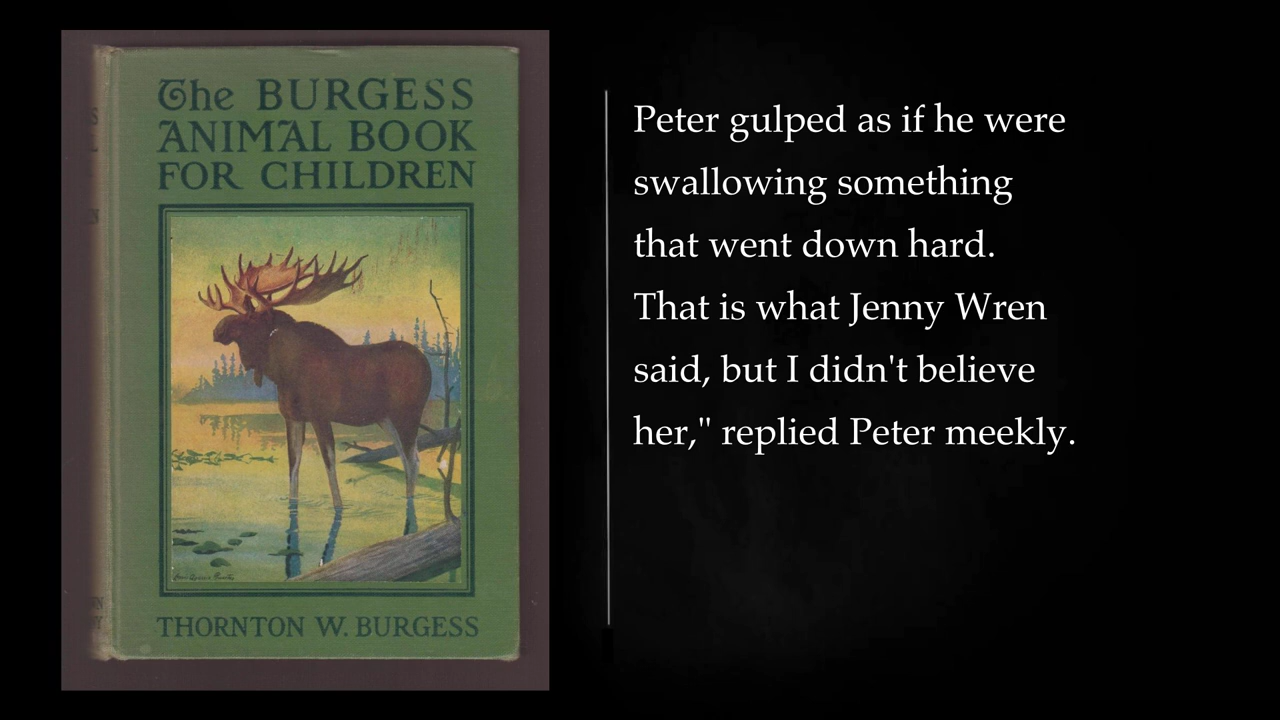 The BURGESS
ANIMAL BOOK
FOR CHILDREN
THORNTON W. BURGESS
Peter gulped as if he were
swallowing something
that went down hard.
That is what Jenny Wren
said, but I didn't believe
her," replied Peter meekly.